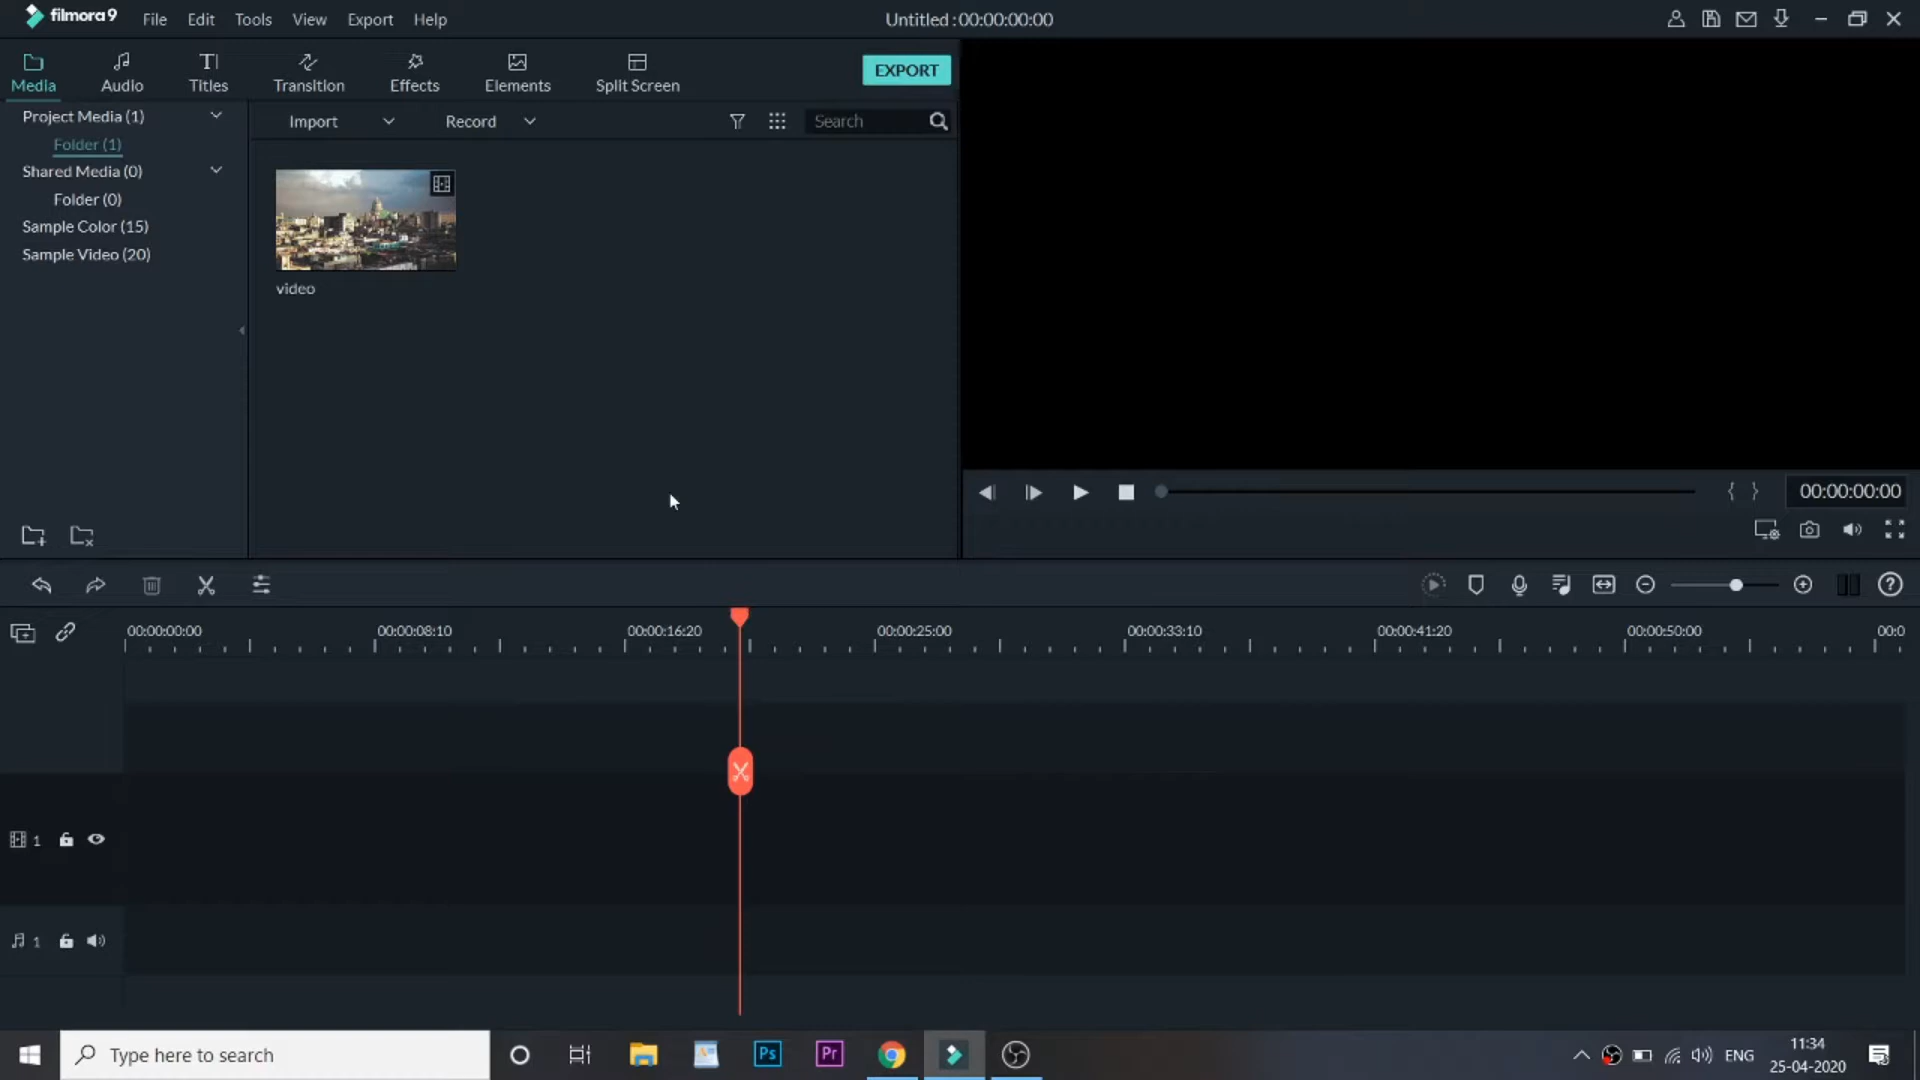 filmora9 File Edit Tools View Export Help Untitled : 00:00:00:00
Media Audio Titles Transition Effects Elements Split Screen EXPORT
Project Media (1)
Folder (1)
Shared Media (0)
Folder (0)
Sample Color (15)
Sample Video (20)
Import Record Search
video
00:00:00:00
00:00:00:00 00:00:08:10 00:00:16:20 00:00:25:00 00:00:33:10 00:00:41:20 00:00:50:00 00:0
1
1
Type here to search Ps Pr ENG
11:34
25-04-2020